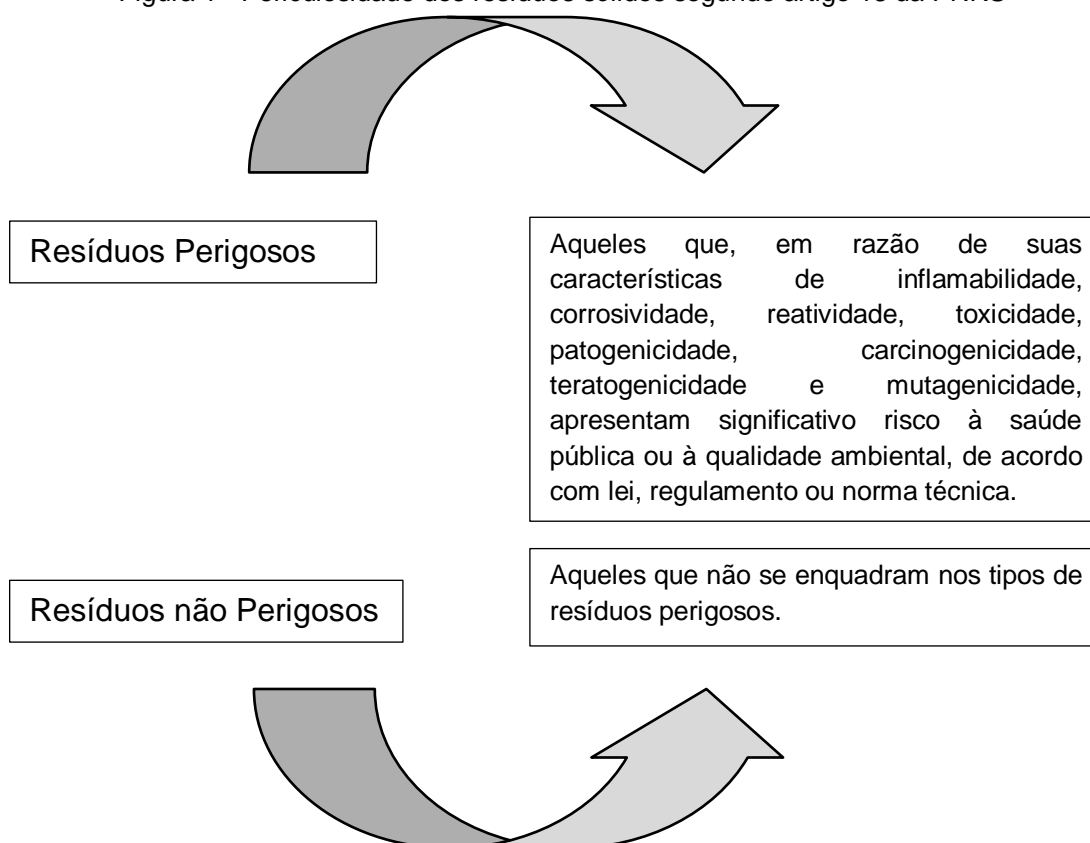 Figura - Periculosidade dos resíduos sólidos segundo artigo da PNRS
Resíduos Perigosos
Aqueles que, em razão de suas
características de inflamabilidade,
corrosividade, reatividade, toxicidade,
patogenicidade, carcinogenicidade,
teratogenicidade e mutagenicidade,
apresentam significativo risco à saúde
pública ou à qualidade ambiental, de acordo
com lei, regulamento ou norma técnica.
Resíduos não Perigosos
Aqueles que não se enquadram nos tipos de
resíduos perigosos.